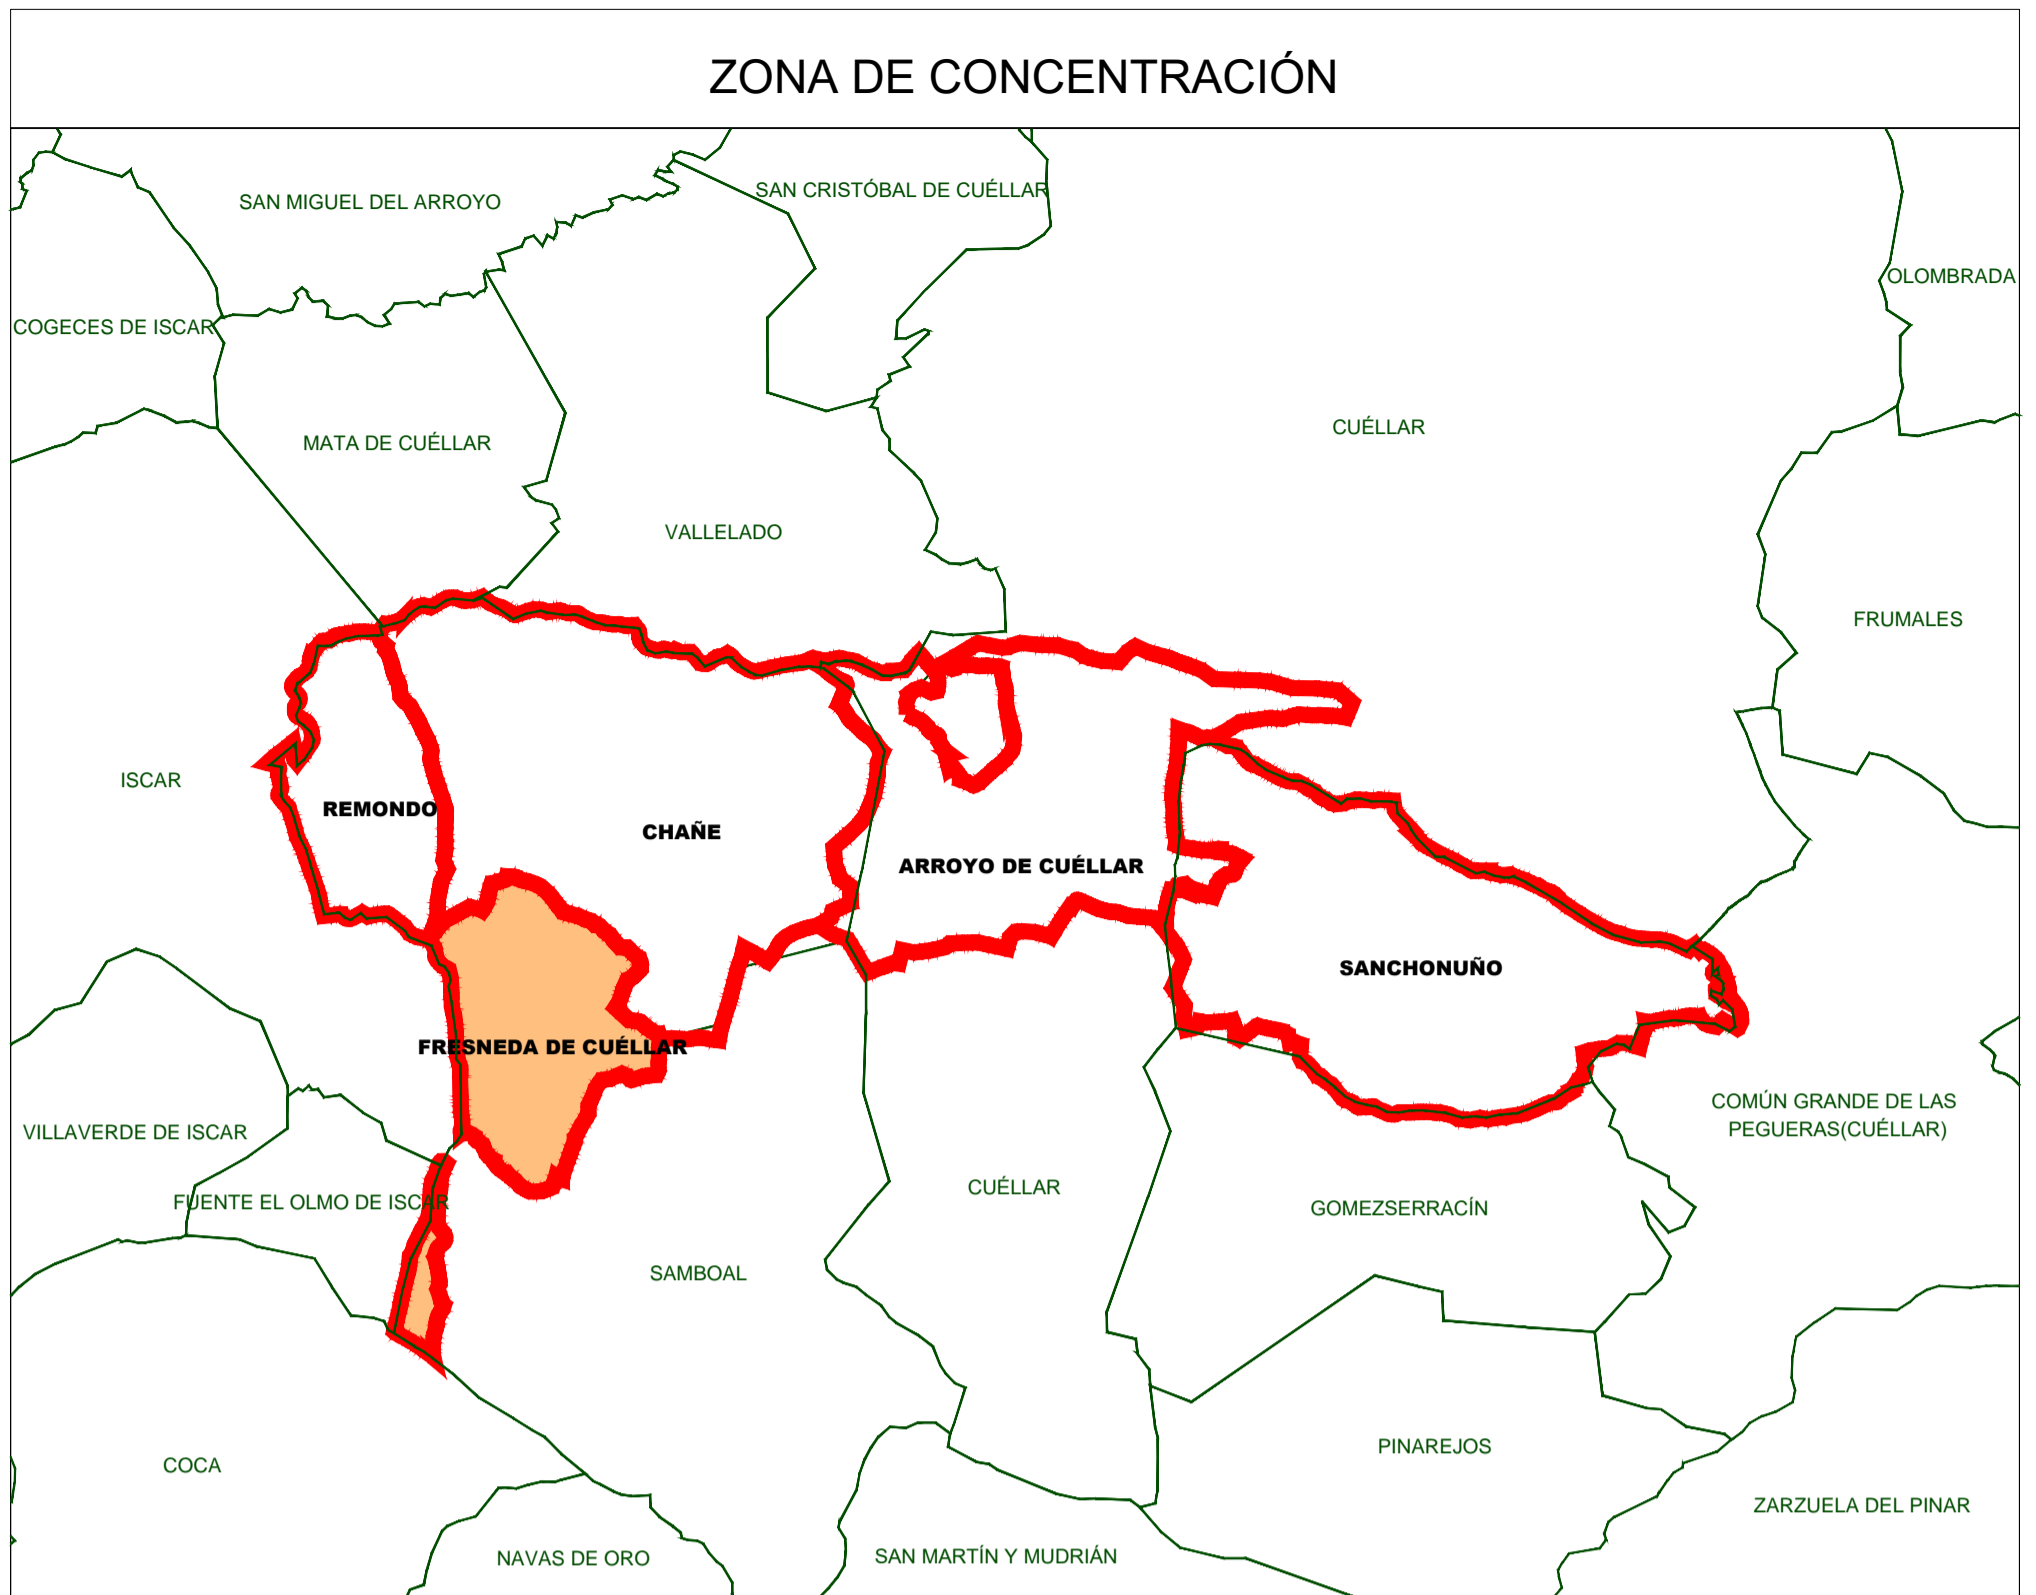 ZONA DE CONCENTRACIÓN
SAN MIGUEL DEL ARROYO
SAN CRISTÓBAL DE CUÉLLAR
OLOMBRADA
COGECES DE ISCAR
MATA DE CUÉLLAR
CUÉLLAR
VALLELADO
FRUMALES
ISCAR
REMONDO
CHAÑE
ARROYO DE CUÉLLAR
SANCHONUÑO
FRESNEDA DE CUÉLLAR
COMÚN GRANDE DE LAS
PEGUERAS(CUÉLLAR)
VILLAVERDE DE ISCAR
FUENTE EL OLMO DE ISCAR
CUÉLLAR
GOMEZSERRACÍN
SAMBOAL
PINAREJOS
COCA
ZARZUELA DEL PINAR
NAVAS DE ORO
SAN MARTÍN Y MUDRIÁN